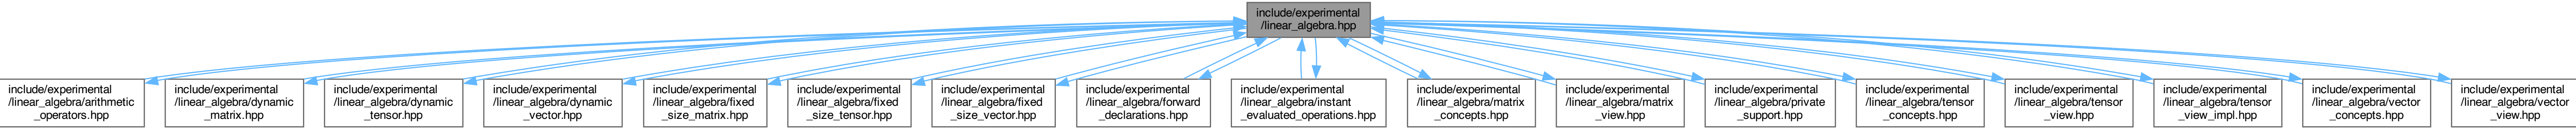 include/experimental
/linear_algebra.hpp
include/experimental
/linear_algebra/arithmetic
_operators.hpp
include/experimental
/linear_algebra/dynamic
_matrix.hpp
include/experimental
/linear_algebra/dynamic
_tensor.hpp
include/experimental
/linear_algebra/dynamic
_vector.hpp
include/experimental
/linear_algebra/fixed
_size_matrix.hpp
include/experimental
/linear_algebra/fixed
_size_tensor.hpp
include/experimental
/linear_algebra/fixed
_size_vector.hpp
include/experimental
/linear_algebra/forward
_declarations.hpp
include/experimental
/linear_algebra/instant
_evaluated_operations.hpp
include/experimental
/linear_algebra/matrix
_concepts.hpp
include/experimental
/linear_algebra/matrix
_view.hpp
include/experimental
/linear_algebra/private
_support.hpp
include/experimental
/linear_algebra/tensor
_concepts.hpp
include/experimental
/linear_algebra/tensor
_view.hpp
include/experimental
/linear_algebra/tensor
_view_impl.hpp
include/experimental
/linear_algebra/vector
_concepts.hpp
include/experimental
/linear_algebra/vector
_view.hpp